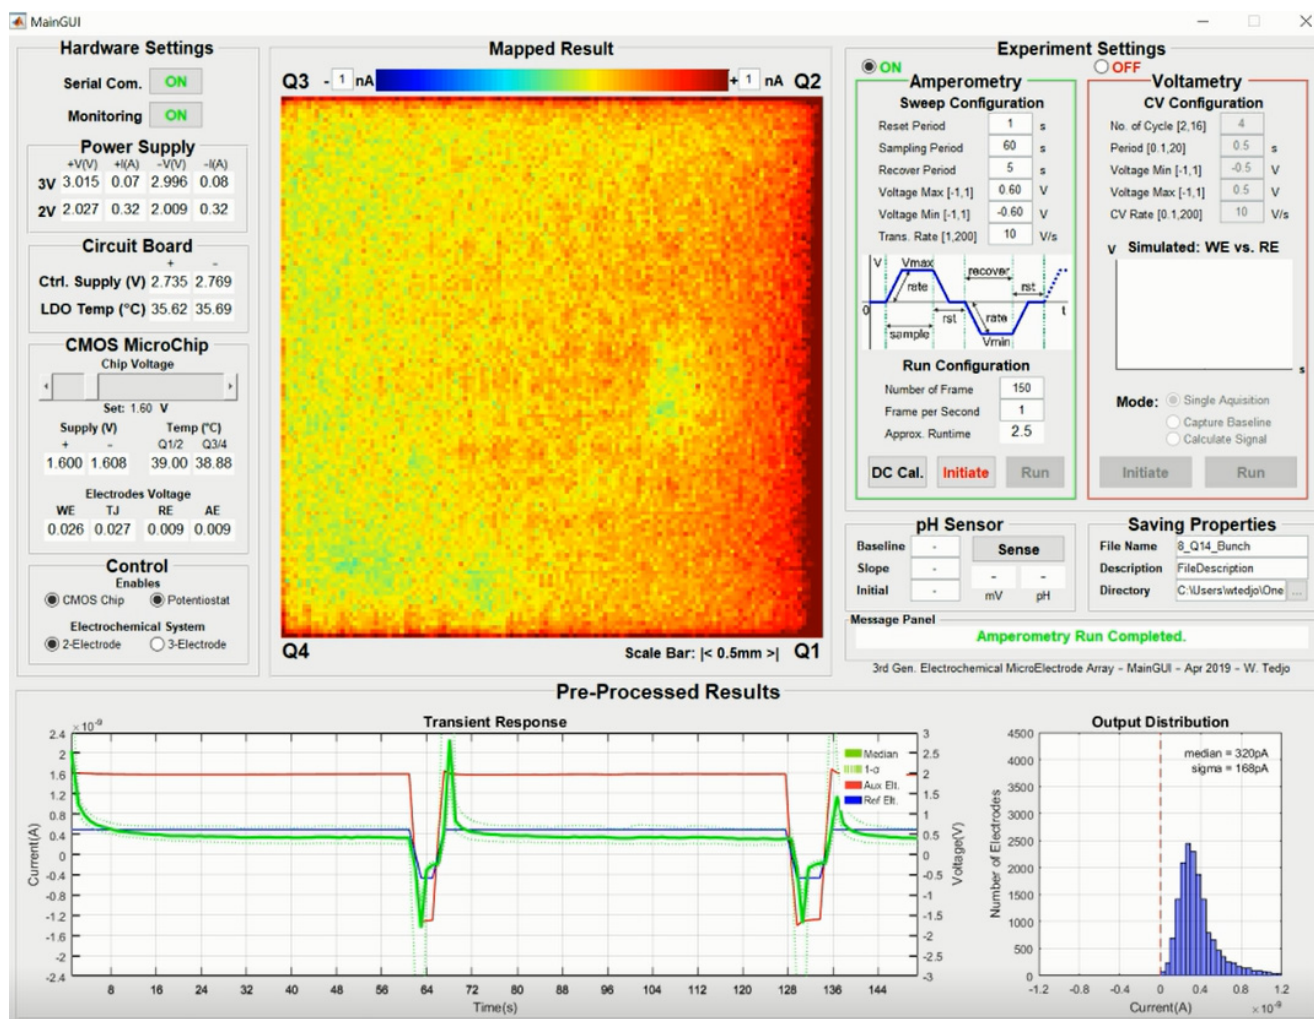 MainGUI
Hardware Settings
Serial Com. ON
Monitoring ON
Power Supply
+V(V) +I(A) −V(V) −I(A)
3V 3.015 0.07 2.996 0.08
2V 2.027 0.32 2.009 0.32
Circuit Board
+ -
Ctrl. Supply (V) 2.735 2.769
LDO Temp (°C) 35.62 35.69
CMOS MicroChip
Chip Voltage
Set: 1.60 V
Supply (V) Temp (°C)
+ - Q1/2 Q3/4
1.600 1.608 39.00 38.88
Electrodes Voltage
WE TJ RE AE
0.026 0.027 0.009 0.009
Control
Enables
CMOS Chip Potentiostat
Electrochemical System
2-Electrode 3-Electrode
Mapped Result
Q3 - 1 nA + 1 nA Q2
Q4 Scale Bar: |< 0.5mm >| Q1
Experiment Settings
ON OFF
Amperometry
Sweep Configuration
Reset Period 1 s
Sampling Period 60 s
Recover Period 5 s
Voltage Max [-1,1] 0.60 V
Voltage Min [-1,1] -0.60 V
Trans. Rate [1,200] 10 V/s
V Vmax recover
rate rst
0 rst rate t
sample Vmin
Run Configuration
Number of Frame 150
Frame per Second 1
Approx. Runtime 2.5
DC Cal. Initiate Run
Voltametry
CV Configuration
No. of Cycle [2,16] 4
Period [0.1,20] 0.5 s
Voltage Min [-1,1] -0.5 V
Voltage Max [-1,1] 0.5 V
CV Rate [0.1,200] 10 V/s
V Simulated: WE vs. RE
s
Mode: Single Aquisition
Capture Baseline
Calculate Signal
Initiate Run
pH Sensor
Baseline - Sense
Slope - - -
Initial - mV pH
Saving Properties
File Name 8_Q14_Bunch
Description FileDescription
Directory C:\Users\wtedjo\One ...
Message Panel
Amperometry Run Completed.
3rd Gen. Electrochemical MicroElectrode Array - MainGUI - Apr 2019 - W. Tedjo
Pre-Processed Results
Transient Response
×10⁻⁹
Current(A)
2.4
2
1.6
1.2
0.8
0.4
0
-0.4
-0.8
-1.2
-1.6
-2
-2.4
8 16 24 32 40 48 56 64 72 80 88 96 104 112 120 128 136 144
Time(s)
3
2.5
2
1.5
1
0.5
0
-0.5
-1
-1.5
-2
-2.5
-3
Voltage(V)
Median
1-σ
Aux Elt.
Ref Elt.
Output Distribution
median = 320pA
sigma = 168pA
Number of Electrodes
4500
4000
3500
3000
2500
2000
1500
1000
500
0
-1.2 -0.8 -0.4 0 0.4 0.8 1.2
Current(A) ×10⁻⁹